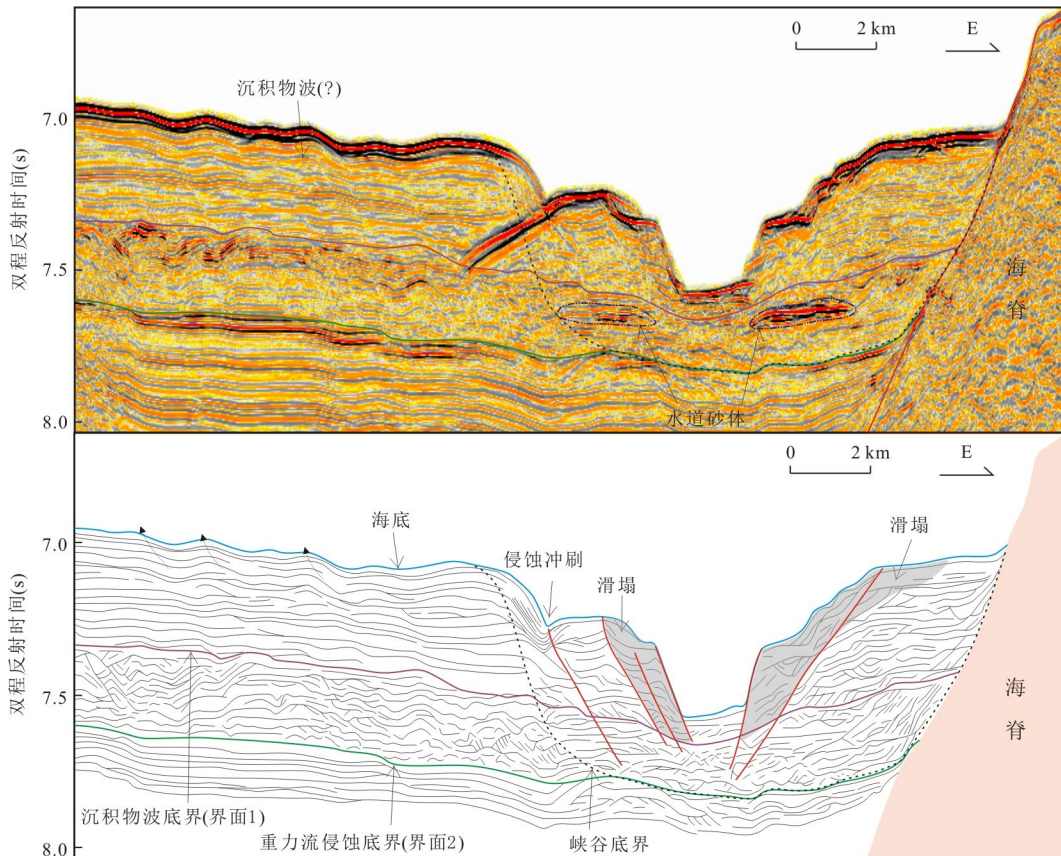 0 2 km E
沉积物波(?)
7.0
双程反射时间(s)
7.5
海
脊
水道砂体
8.0
0 2 km E
海底
滑塌
侵蚀冲刷
7.0
滑塌
双程反射时间(s)
7.5
海
脊
沉积物波底界(界面1)
重力流侵蚀底界(界面2)
峡谷底界
8.0